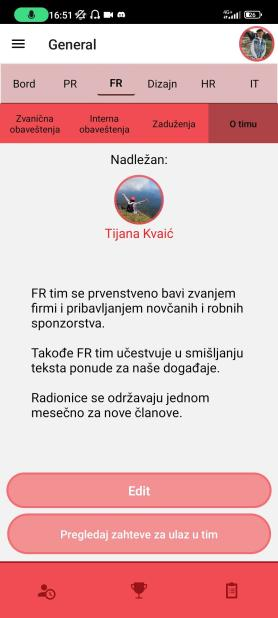 16:51
4G+
26
General
Bord PR FR Dizajn HR IT
Zvanična
obaveštenja
Interna
obaveštenja
Zaduženja
O timu
Nadležan:
Tijana Kvaić
FR tim se prvenstveno bavi zvanjem
firmi i pribavljanjem novčanih i robnih
sponzorstva.
Takođe FR tim učestvuje u smišljanju
teksta ponude za naše događaje.
Radionice se održavaju jednom
mesečno za nove članove.
Edit
Pregledaj zahteve za ulaz u tim